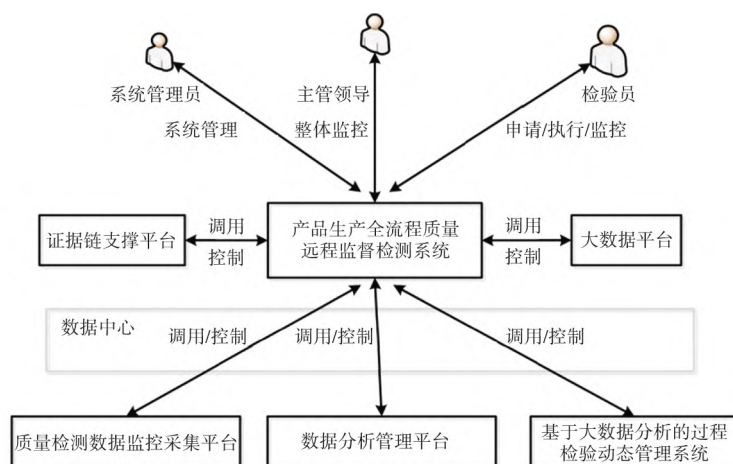 系统管理员
主管领导
检验员
系统管理
整体监控
申请/执行/监控
证据链支撑平台
调用
控制
产品生产全流程质量
远程监督检测系统
调用
控制
大数据平台
数据中心
调用/控制
调用/控制
调用/控制
质量检测数据监控采集平台
数据分析管理平台
基于大数据分析的过程
检验动态管理系统